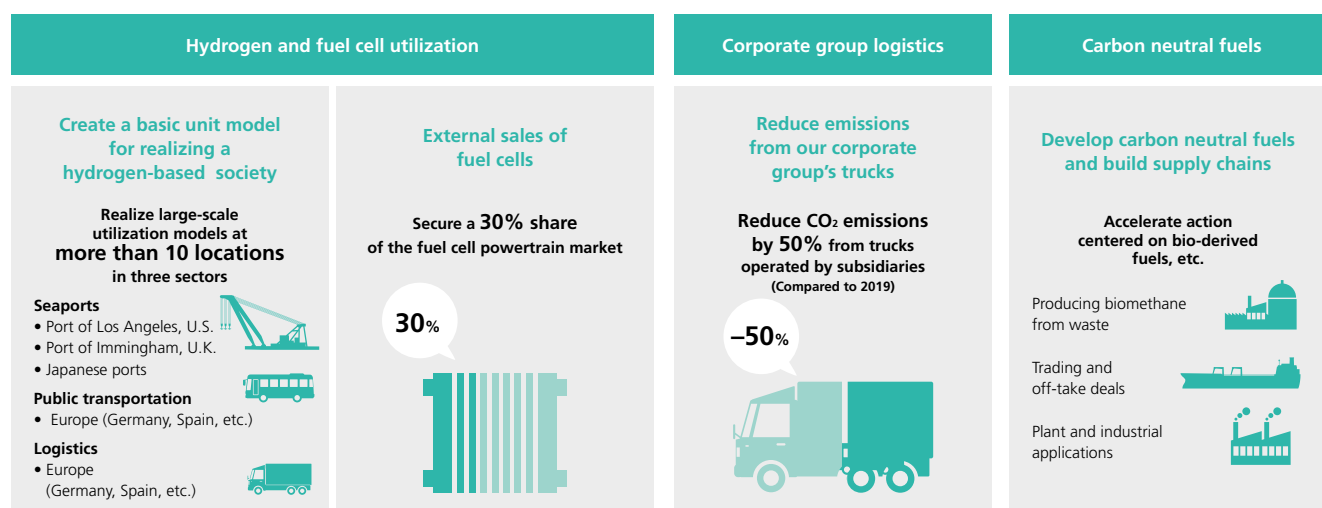 Hydrogen and fuel cell utilization
Create a basic unit model
for realizing a
hydrogen-based society
Realize large-scale
utilization models at
more than 10 locations
in three sectors
Seaports
• Port of Los Angeles, U.S.
• Port of Immingham, U.K.
• Japanese ports
Public transportation
• Europe (Germany, Spain, etc.)
Logistics
• Europe
(Germany, Spain, etc.)
External sales of
fuel cells
Secure a 30% share
of the fuel cell powertrain market
30%
Corporate group logistics
Reduce emissions
from our corporate
group's trucks
Reduce CO₂ emissions
by 50% from trucks
operated by subsidiaries
(Compared to 2019)
–50%
Carbon neutral fuels
Develop carbon neutral fuels
and build supply chains
Accelerate action
centered on bio-derived
fuels, etc.
Producing biomethane
from waste
Trading and
off-take deals
Plant and industrial
applications